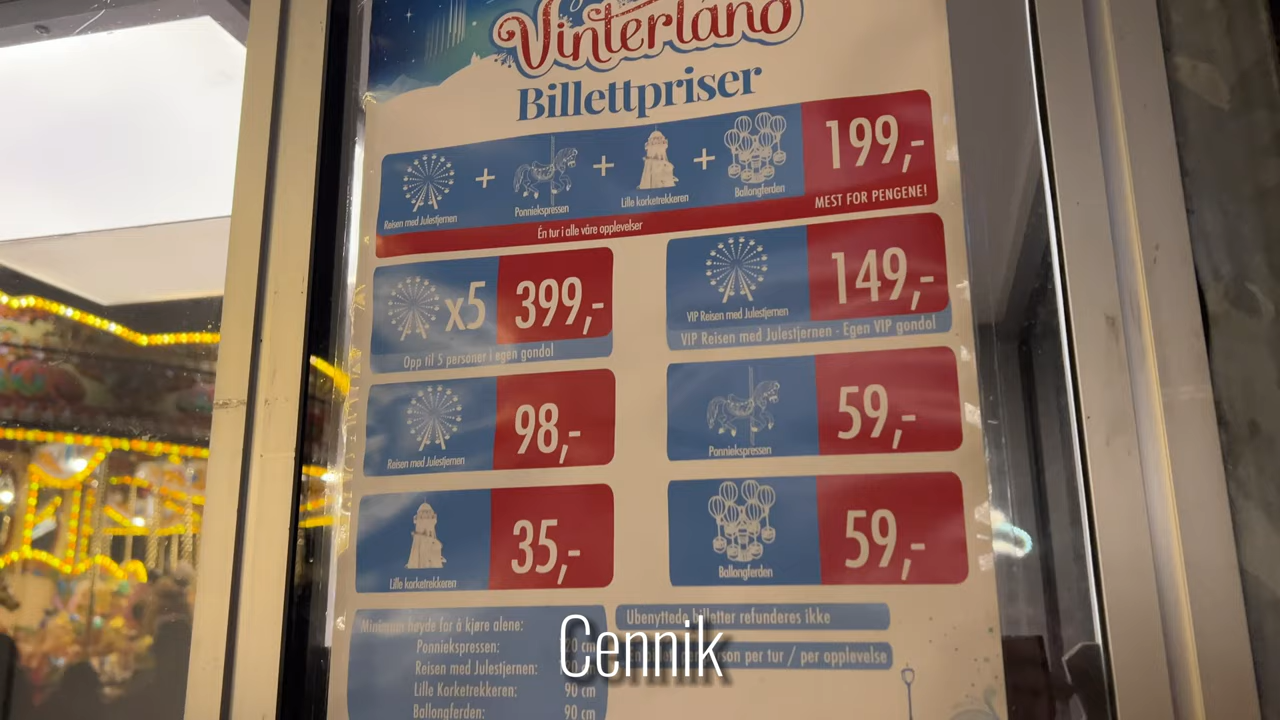 Vinterland
Billettpriser
+ + +
199,-
Reisen med Julestjernen
Ponniekspressen
Lille korketrekkeren
Ballongferden
MEST FOR PENGENE!
Én tur i alle våre opplevelser
x5 399,-
Opp til 5 personer i egen gondol
149,-
VIP Reisen med Julestjernen
VIP Reisen med Julestjernen - Egen VIP gondol
98,-
Reisen med Julestjernen
59,-
Ponniekspressen
35,-
Lille korketrekkeren
59,-
Ballongferden
Minimum høyde for å kjøre alene:
Ponniekspressen: cm
Reisen med Julestjernen:
Lille Korketrekkeren: 90 cm
Ballongferden: 90 cm
Ubenyttede billetter refunderes ikke
per tur / per opplevelse
Cennik